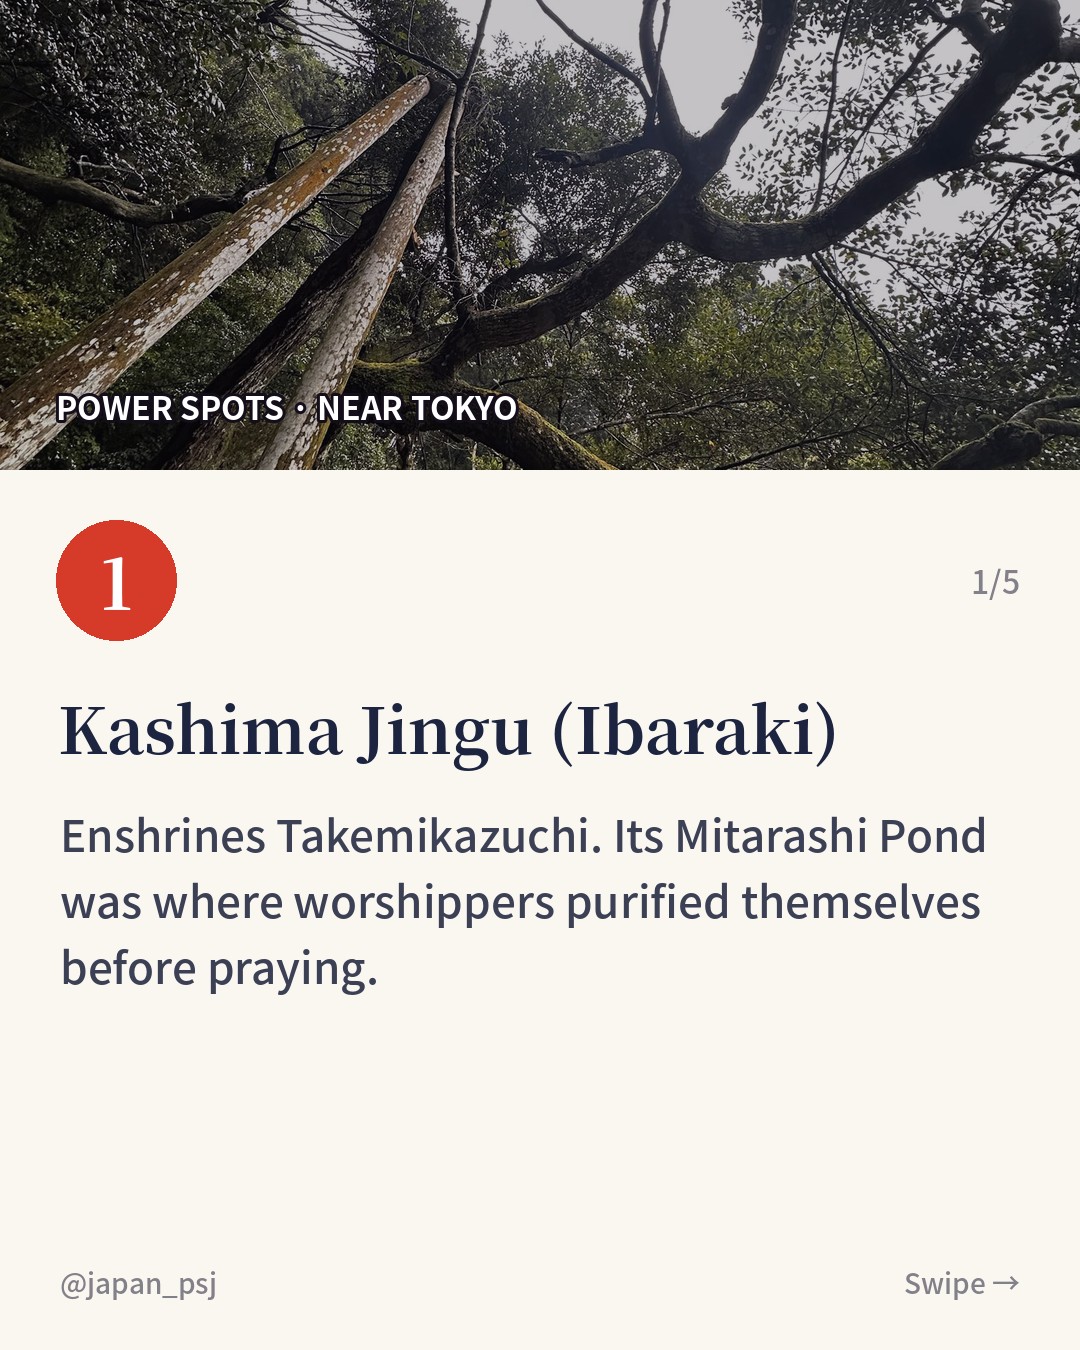 POWER SPOTS · NEAR TOKYO
1
1/5
Kashima Jingu (Ibaraki)
Enshrines Takemikazuchi. Its Mitarashi Pond
was where worshippers purified themselves
before praying.
@japan_psj
Swipe →